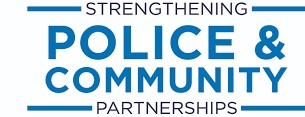 STRENGTHENING
POLICE &
COMMUNITY
PARTNERSHIPS